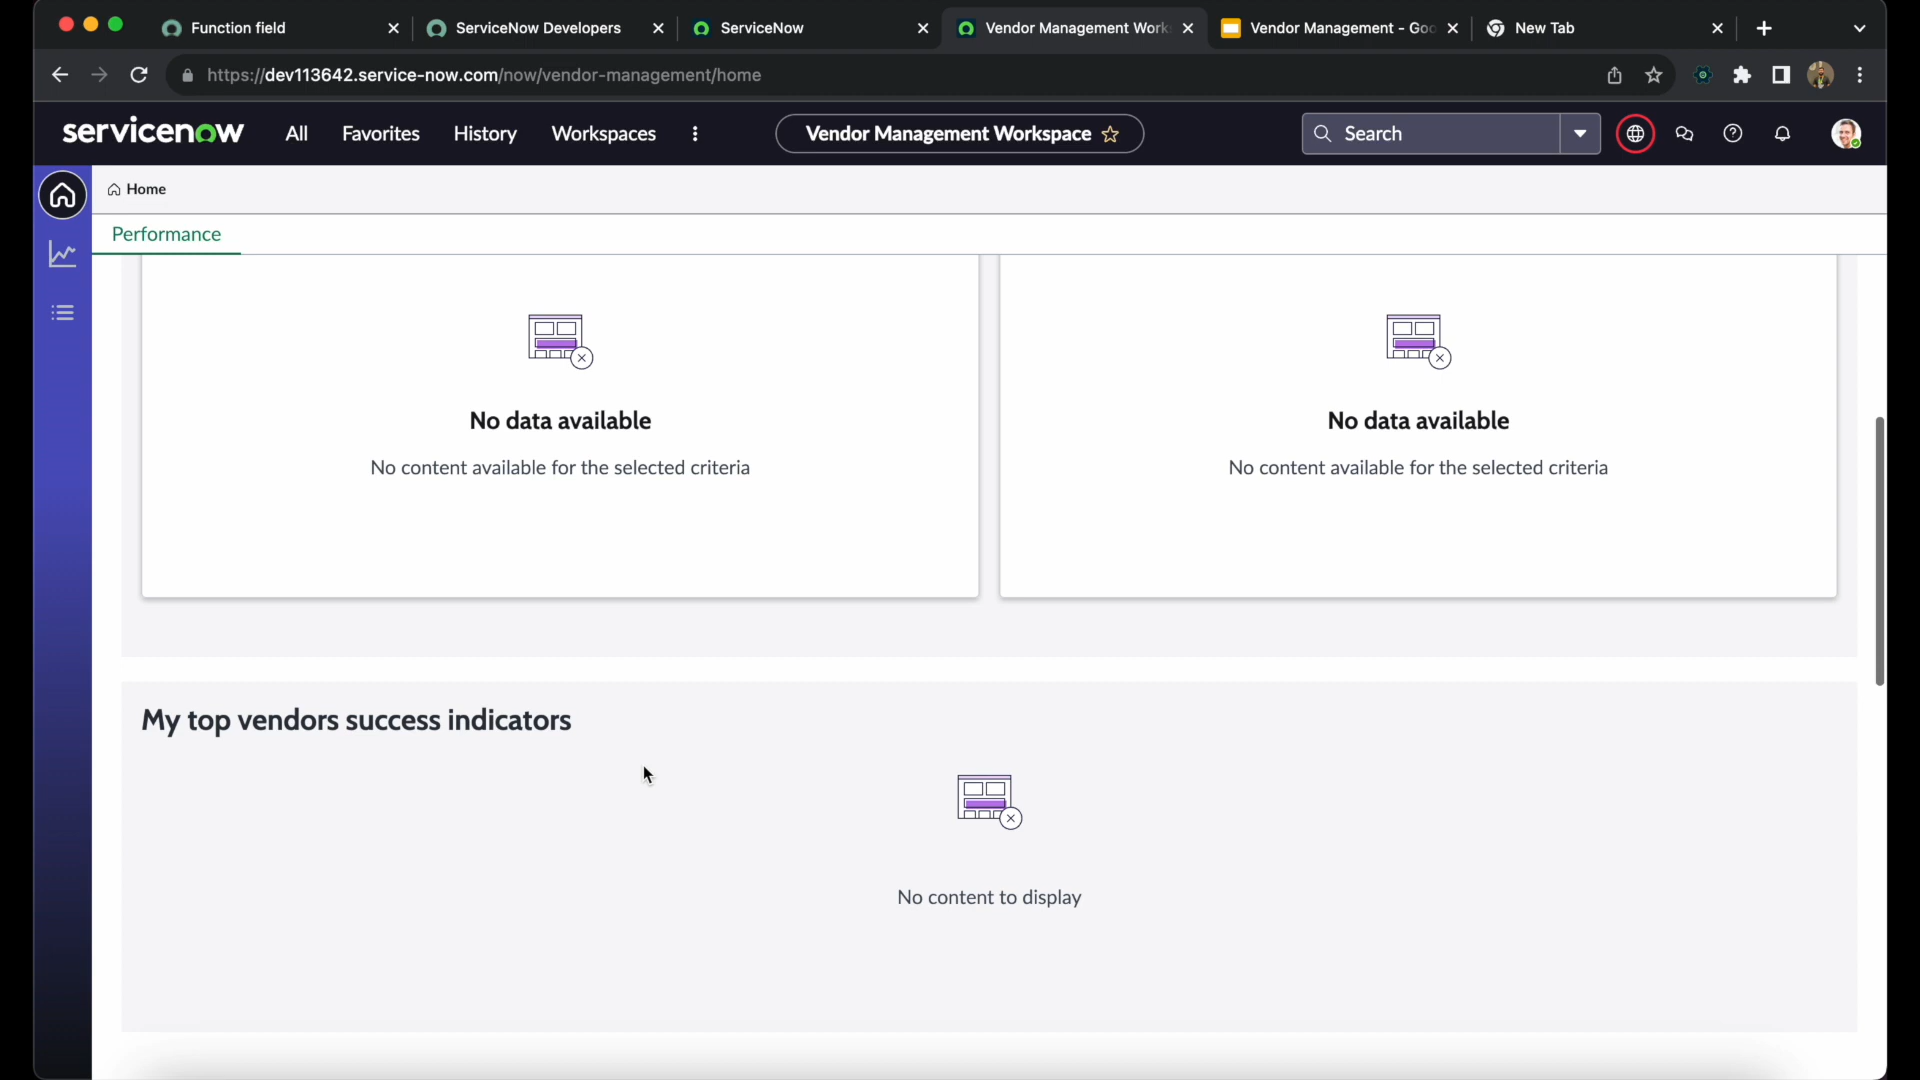 Function field
ServiceNow Developers
ServiceNow
Vendor Management Work
Vendor Management - Goo
New Tab
https://dev113642.service-now.com/now/vendor-management/home
servicenow
All
Favorites
History
Workspaces
Vendor Management Workspace
Search
Home
Performance
No data available
No content available for the selected criteria
No data available
No content available for the selected criteria
My top vendors success indicators
No content to display